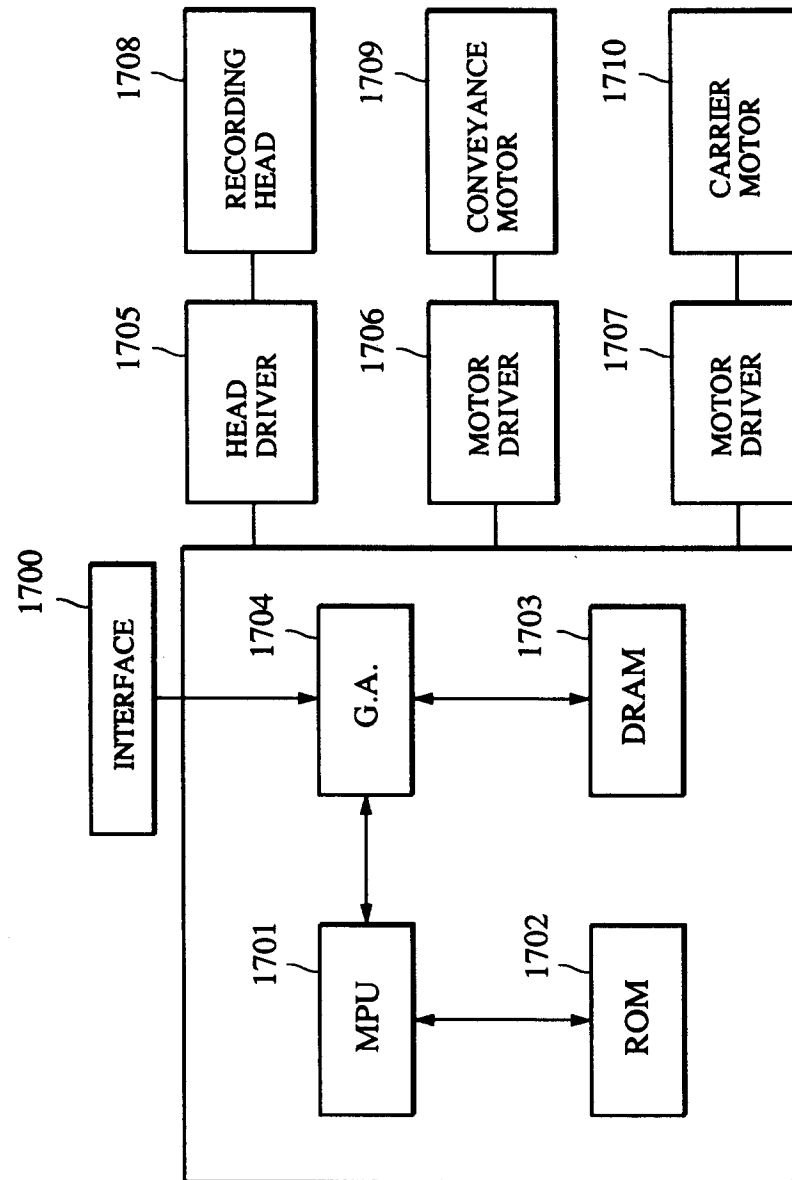 1700
INTERFACE
1701
MPU
1704
G.A.
1702
ROM
1703
DRAM
1705
HEAD
DRIVER
1708
RECORDING
HEAD
1706
MOTOR
DRIVER
1709
CONVEYANCE
MOTOR
1707
MOTOR
DRIVER
1710
CARRIER
MOTOR